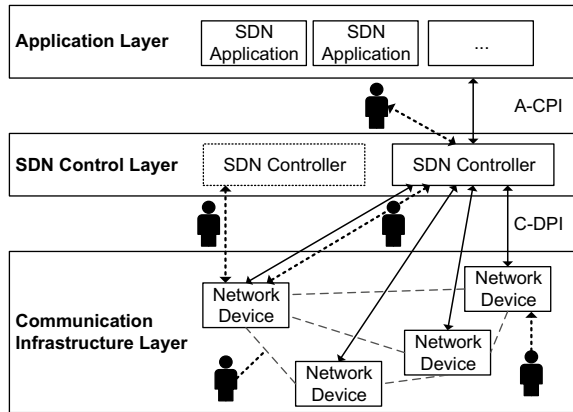 Application Layer
SDN
Application
SDN
Application
...
A-CPI
SDN Control Layer
SDN Controller
SDN Controller
C-DPI
Communication
Infrastructure Layer
Network
Device
Network
Device
Network
Device
Network
Device